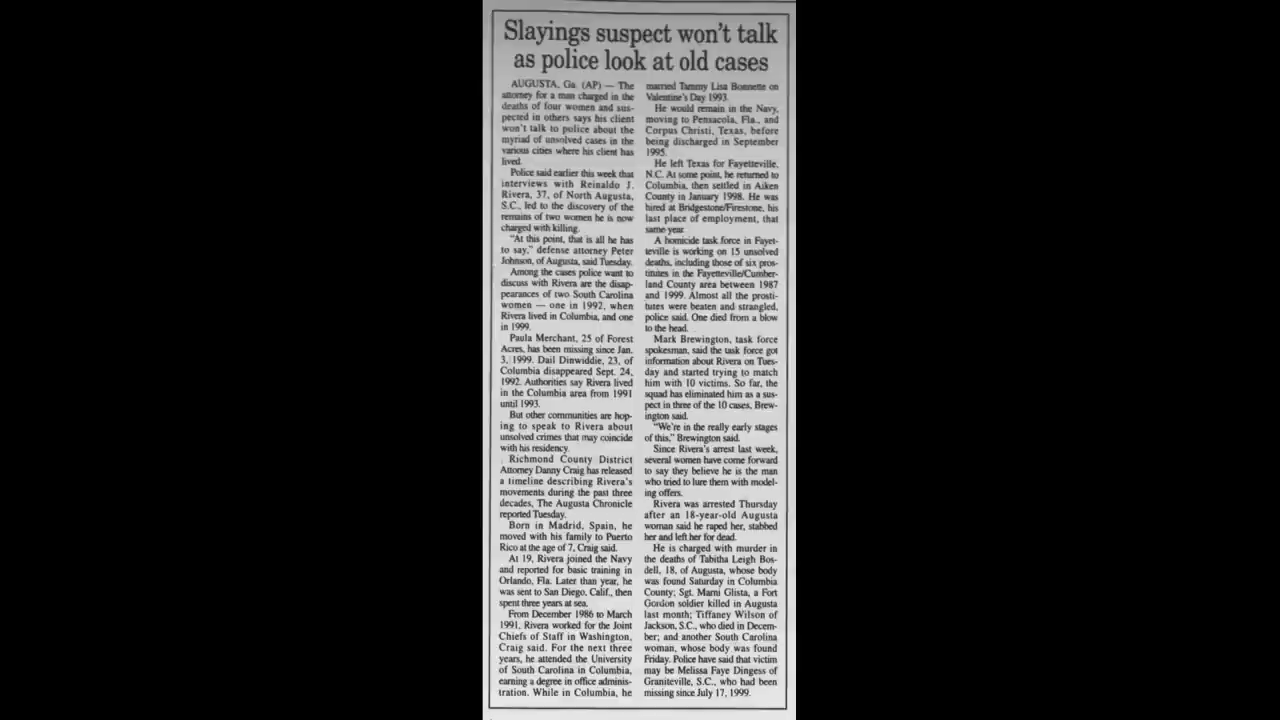 Slayings suspect won't talk
as police look at old cases
AUGUSTA, Ga. (AP) — The
attorney for a man charged in the
deaths of four women and sus-
pected in others says his client
won't talk to police about the
myriad of unsolved cases in the
various cities where his client has
lived.
Police said earlier this week that
interviews with Reinaldo J.
Rivera, 37, of North Augusta,
S.C., led to the discovery of the
remains of two women he is now
charged with killing.
"At this point, that is all he has
to say," defense attorney Peter
Johnson, of Augusta, said Tuesday.
Among the cases police want to
discuss with Rivera are the disap-
pearances of two South Carolina
women — one in 1992, when
Rivera lived in Columbia, and one
in 1999.
Paula Merchant, 25 of Forest
Acres, has been missing since Jan.
3, 1999. Dail Dinwiddie, 23, of
Columbia disappeared Sept. 24,
1992. Authorities say Rivera lived
in the Columbia area from 1991
until 1993.
But other communities are hop-
ing to speak to Rivera about
unsolved crimes that may coincide
with his residency.
Richmond County District
Attorney Danny Craig has released
a timeline describing Rivera's
movements during the past three
decades, The Augusta Chronicle
reported Tuesday.
Born in Madrid, Spain, he
moved with his family to Puerto
Rico at the age of 7, Craig said.
At 19, Rivera joined the Navy
and reported for basic training in
Orlando, Fla. Later than year, he
was sent to San Diego, Calif., then
spent three years at sea.
From December 1986 to March
1991, Rivera worked for the Joint
Chiefs of Staff in Washington,
Craig said. For the next three
years, he attended the University
of South Carolina in Columbia,
earning a degree in office adminis-
tration. While in Columbia, he
married Tammy Lisa Bonnette on
Valentine's Day 1993.
He would remain in the Navy,
moving to Pensacola, Fla., and
Corpus Christi, Texas, before
being discharged in September
1995.
He left Texas for Fayetteville,
N.C. At some point, he returned to
Columbia, then settled in Aiken
County in January 1998. He was
hired at Bridgestone/Firestone, his
last place of employment, that
same year.
A homicide task force in Fayet-
teville is working on 15 unsolved
deaths, including those of six pros-
titutes in the Fayetteville/Cumber-
land County area between 1987
and 1999. Almost all the prosti-
tutes were beaten and strangled,
police said. One died from a blow
to the head.
Mark Brewington, task force
spokesman, said the task force got
information about Rivera on Tues-
day and started trying to match
him with 10 victims. So far, the
squad has eliminated him as a sus-
pect in three of the 10 cases, Brew-
ington said.
"We're in the really early stages
of this," Brewington said.
Since Rivera's arrest last week,
several women have come forward
to say they believe he is the man
who tried to lure them with model-
ing offers.
Rivera was arrested Thursday
after an 18-year-old Augusta
woman said he raped her, stabbed
her and left her for dead.
He is charged with murder in
the deaths of Tabitha Leigh Bos-
dell, 18, of Augusta, whose body
was found Saturday in Columbia
County; Sgt. Marni Glista, a Fort
Gordon soldier killed in Augusta
last month; Tiffaney Wilson of
Jackson, S.C., who died in Decem-
ber; and another South Carolina
woman, whose body was found
Friday. Police have said that victim
may be Melissa Faye Dingess of
Graniteville, S.C., who had been
missing since July 17, 1999.